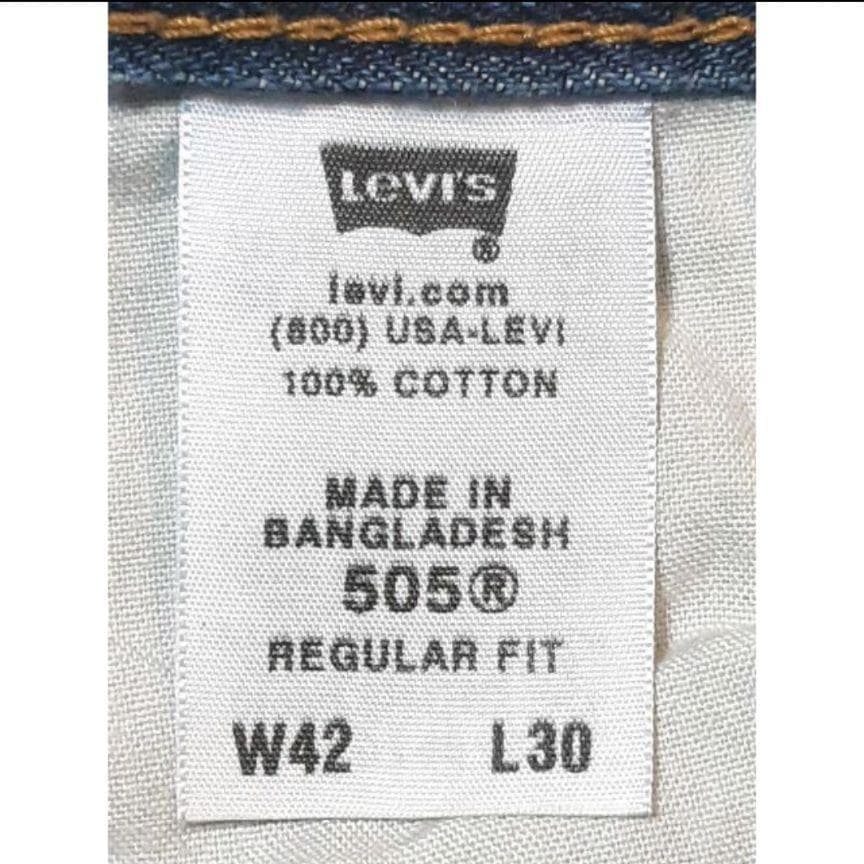 LEVI'S
®
levi.com
(800) USA-LEVI
100% COTTON
MADE IN
BANGLADESH
505®
REGULAR FIT
W42 L30